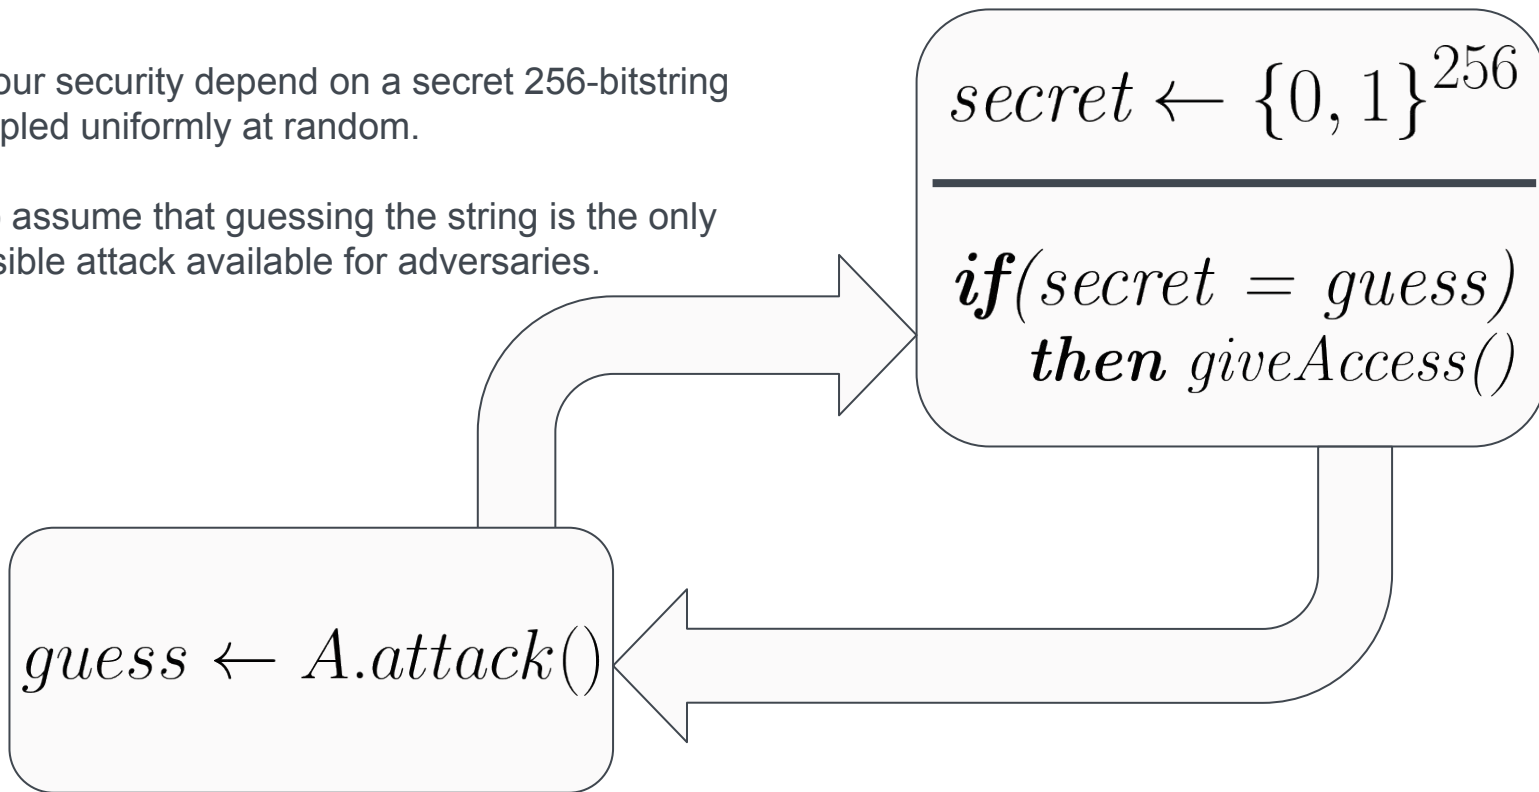 our security depend on a secret 256-bitstring
pled uniformly at random.
assume that guessing the string is the only
sible attack available for adversaries.
secret ← {0, 1}^256
if(secret = guess)
then giveAccess()
guess ← A.attack()